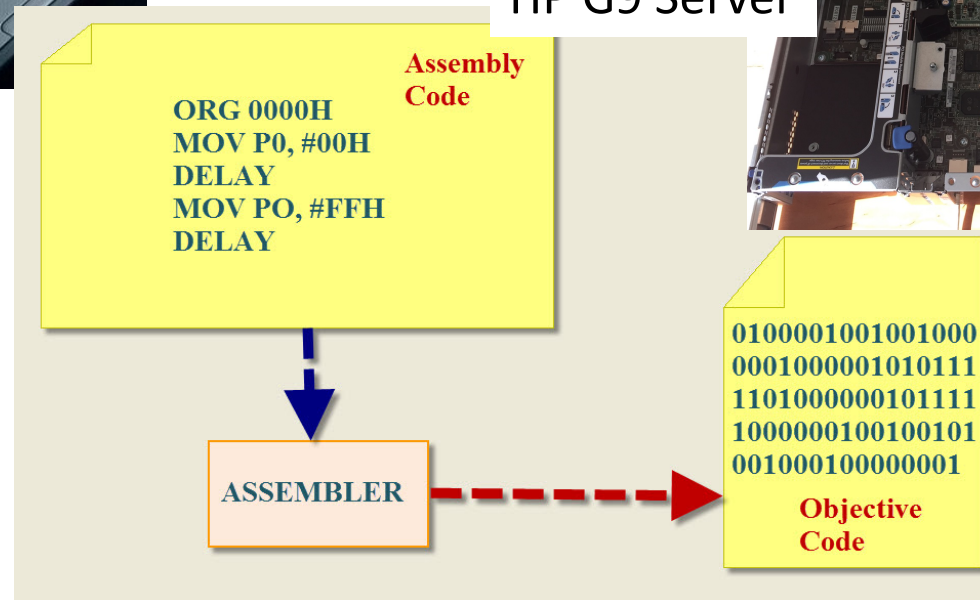 HP G9 Server
Assembly
Code
ORG 0000H
MOV P0, #00H
DELAY
MOV PO, #FFH
DELAY
ASSEMBLER
0100001001001000
0001000001010111
1101000000101111
1000000100100101
001000100000001
Objective
Code